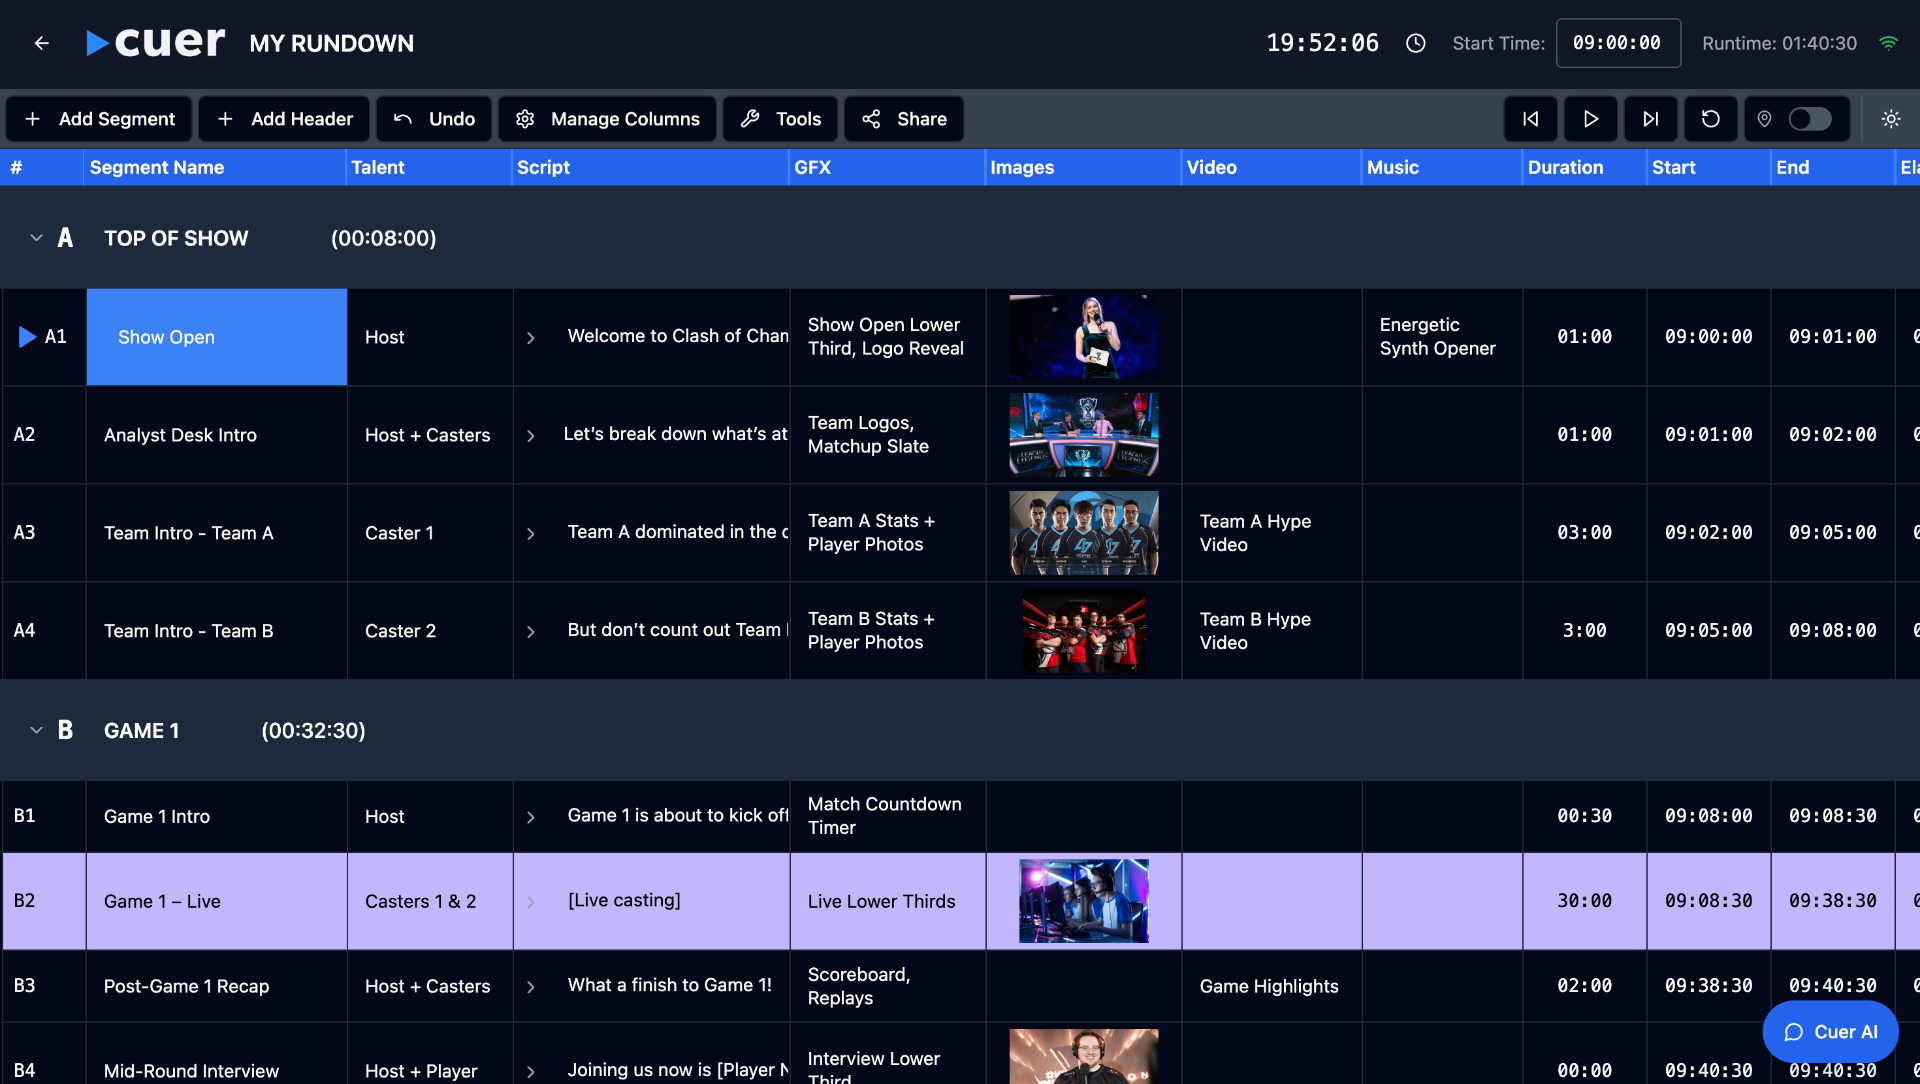 cuer MY RUNDOWN 19:52:06 Start Time: 09:00:00 Runtime: 01:40:30
Add Segment Add Header Undo Manage Columns Tools Share
# Segment Name Talent Script GFX Images Video Music Duration Start End Ela
A TOP OF SHOW (00:08:00)
A1 Show Open Host Welcome to Clash of Cham Show Open Lower Third, Logo Reveal Energetic Synth Opener 01:00 09:00:00 09:01:00
A2 Analyst Desk Intro Host + Casters Let’s break down what’s at Team Logos, Matchup Slate 01:00 09:01:00 09:02:00
A3 Team Intro - Team A Caster 1 Team A dominated in the Team A Stats + Player Photos Team A Hype Video 03:00 09:02:00 09:05:00
A4 Team Intro - Team B Caster 2 But don’t count out Team Team B Stats + Player Photos Team B Hype Video 3:00 09:05:00 09:08:00
B GAME 1 (00:32:30)
B1 Game 1 Intro Host Game 1 is about to kick off Match Countdown Timer 00:30 09:08:00 09:08:30
B2 Game 1 – Live Casters 1 & 2 [Live casting] Live Lower Thirds 30:00 09:08:30 09:38:30
B3 Post-Game 1 Recap Host + Casters What a finish to Game 1! Scoreboard, Replays Game Highlights 02:00 09:38:30 09:40:30
Cuer AI
B4 Mid-Round Interview Host + Player Joining us now is [Player N Interview Lower Third 00:00 09:40:30 09:40:30